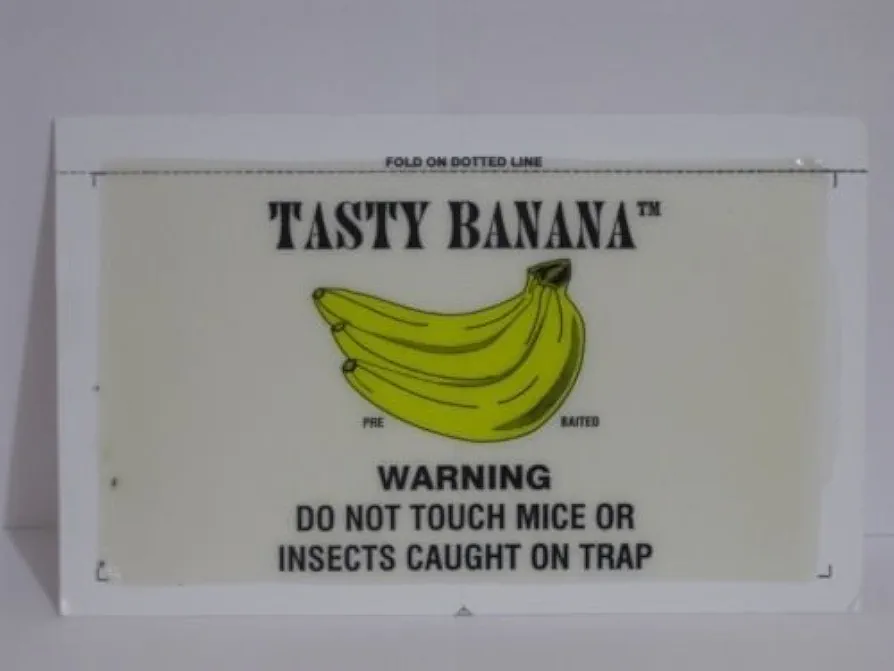 FOLD ON DOTTED LINE
TASTY BANANA™
PRE BAITED
WARNING
DO NOT TOUCH MICE OR
INSECTS CAUGHT ON TRAP